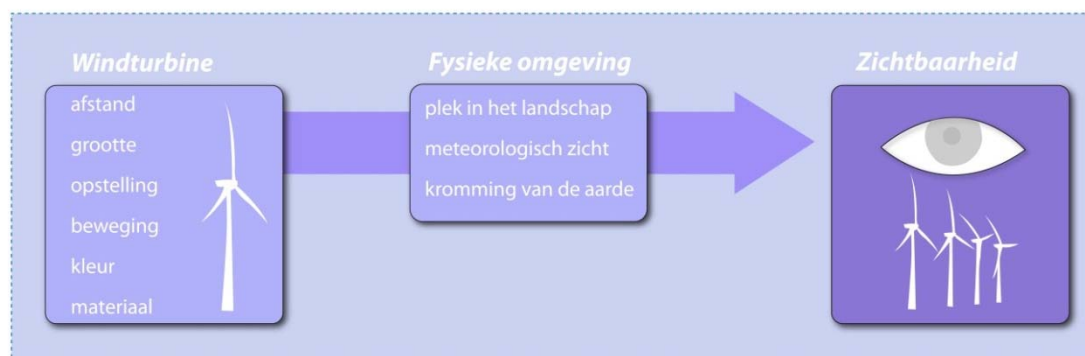 Windturbine
afstand
grootte
opstelling
beweging
kleur
materiaal
Fysieke omgeving
plek in het landschap
meteorologisch zicht
kromming van de aarde
Zichtbaarheid